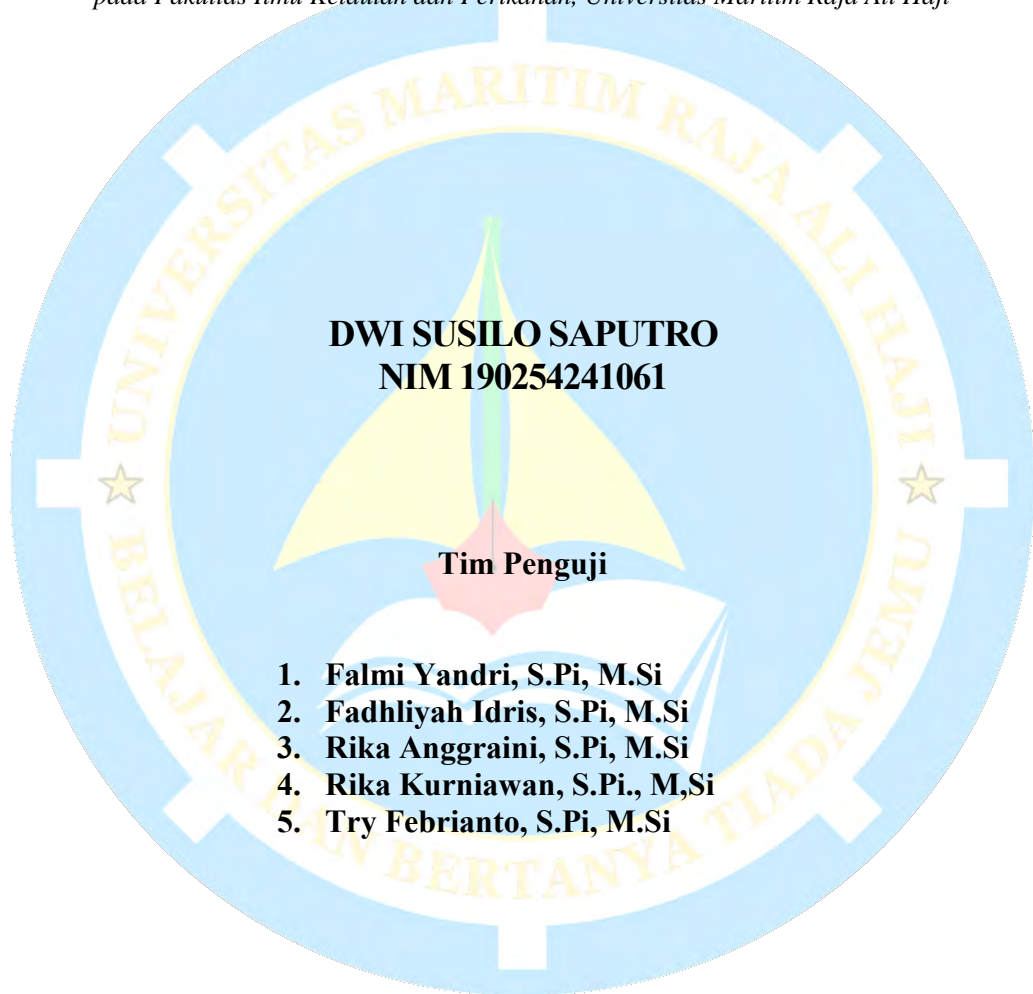 pada Fakultas Ilmu Kelautan dan Perikanan, Universitas Maritim Raja Ali Haji
UNIVERSITAS MARITIM RAJA ALI HAJI
DWI SUSILO SAPUTRO
NIM 190254241061
Tim Penguji
1. Falmi Yandri, S.Pi, M.Si
2. Fadhliyah Idris, S.Pi, M.Si
3. Rika Anggraini, S.Pi, M.Si
4. Rika Kurniawan, S.Pi., M,Si
5. Try Febrianto, S.Pi, M.Si
BELAJAR DAN BERTANYA TIADA JEMU